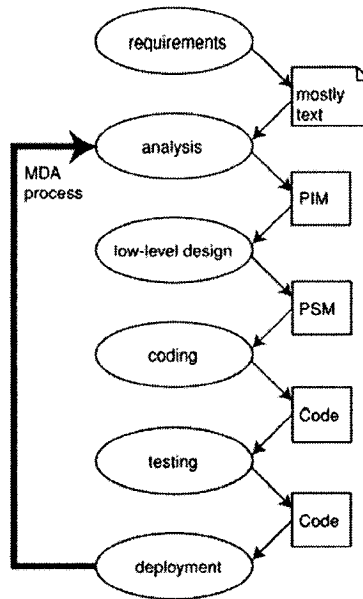 requirements
mostly
text
analysis
MDA
process
PIM
low-level design
PSM
coding
Code
testing
Code
deployment